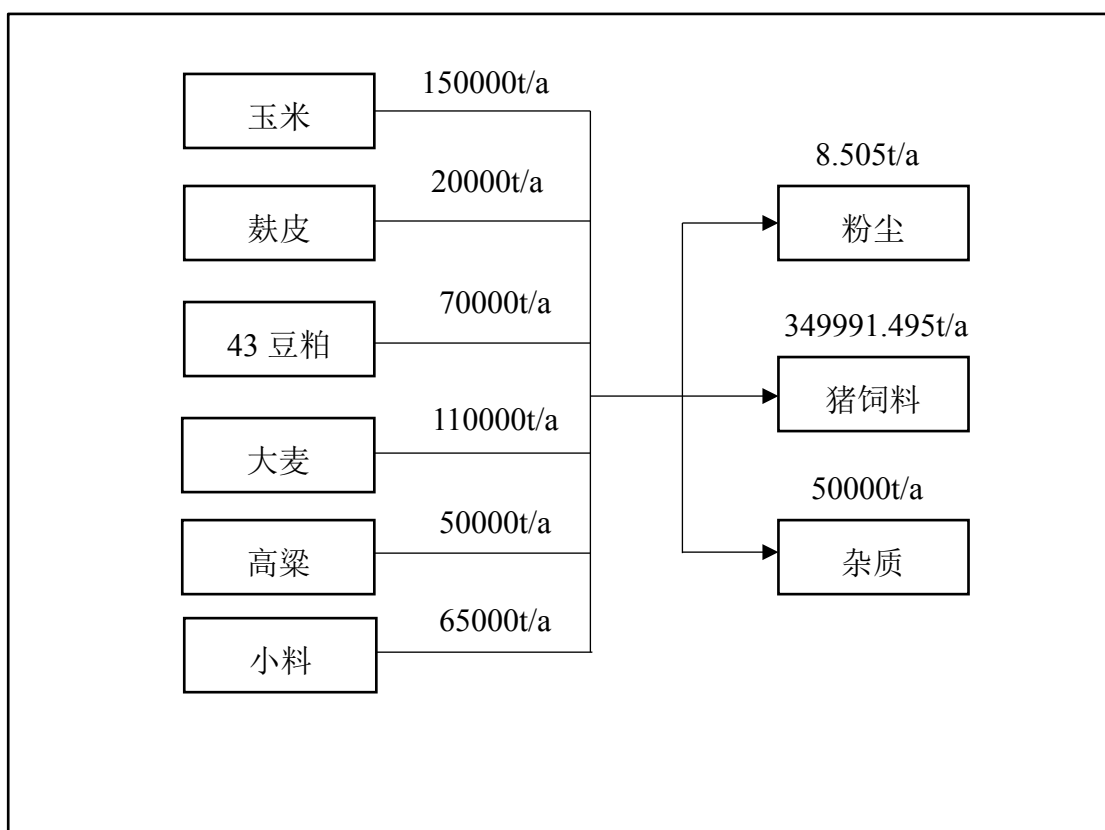 150000t/a
玉米
20000t/a
麸皮
70000t/a
43 豆粕
110000t/a
大麦
50000t/a
高粱
65000t/a
小料
8.505t/a
粉尘
349991.495t/a
猪饲料
50000t/a
杂质